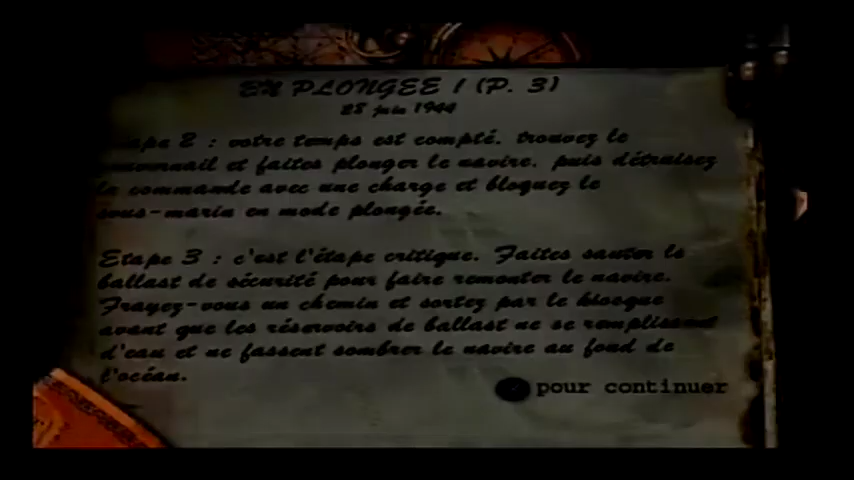 EN PLONGEE ! (P. 3)
28 juin 1944
Etape 2 : votre temps est compté. trouvez le
gouvernail et faites plonger le navire. puis détruisez
la commande avec une charge et bloquez le
sous-marin en mode plongée.
Etape 3 : c'est l'étape critique. Faites sauter le
ballast de sécurité pour faire remonter le navire.
Frayez-vous un chemin et sortez par le kiosque
avant que les réservoirs de ballast ne se remplissent
d'eau et ne fassent sombrer le navire au fond de
l'océan.
pour continuer